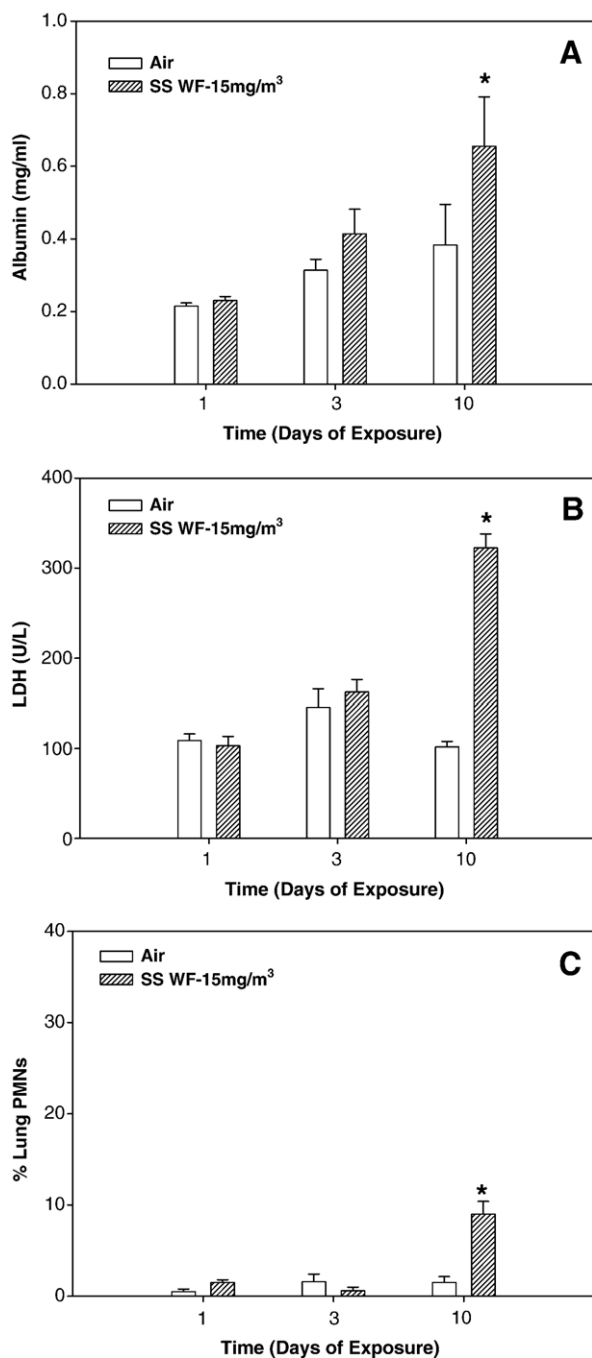 A
Air
SS WF-15mg/m³
*
Albumin (mg/ml)
1.0
0.8
0.6
0.4
0.2
0.0
1 3 10
Time (Days of Exposure)
B
Air
SS WF-15mg/m³
*
LDH (U/L)
400
300
200
100
0
1 3 10
Time (Days of Exposure)
C
Air
SS WF-15mg/m³
*
% Lung PMNs
40
30
20
10
0
1 3 10
Time (Days of Exposure)